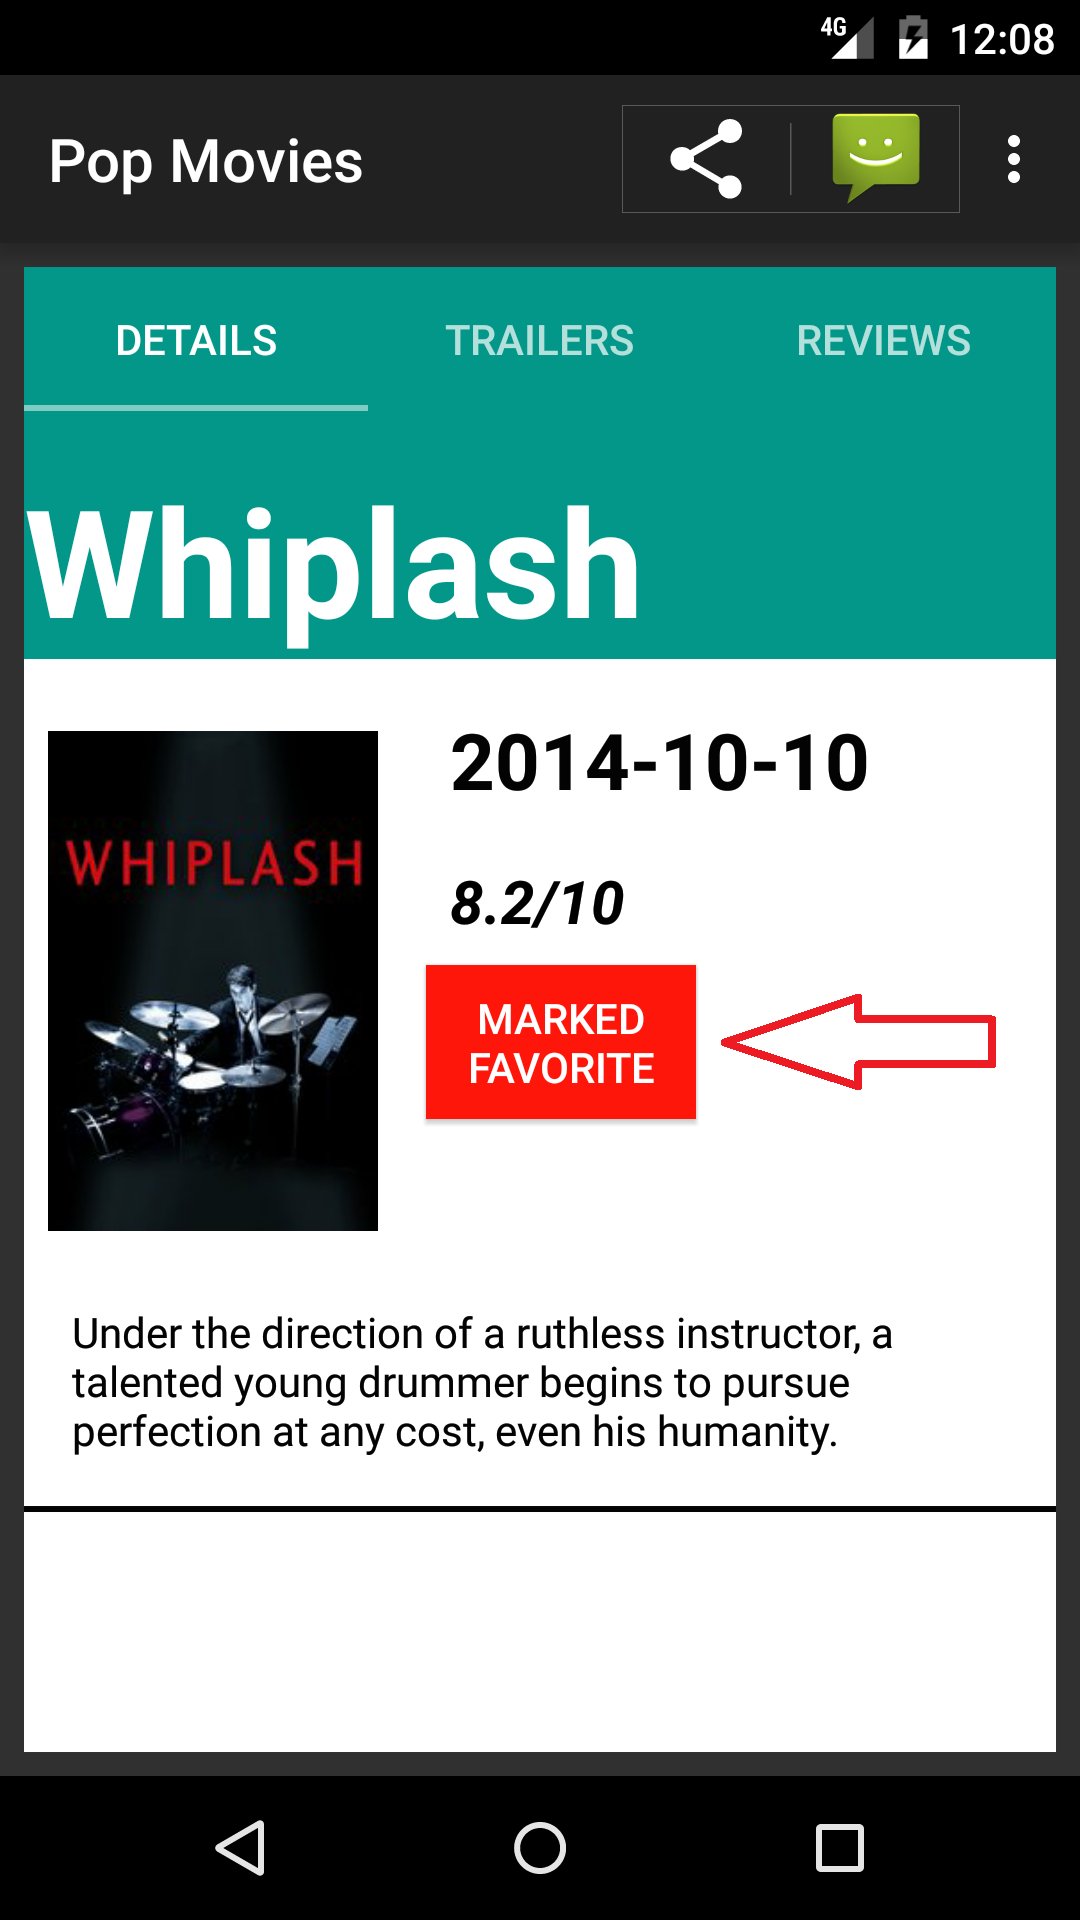 4G 12:08
Pop Movies
DETAILS TRAILERS REVIEWS
Whiplash
2014-10-10
WHIPLASH
8.2/10
MARKED
FAVORITE
Under the direction of a ruthless instructor, a
talented young drummer begins to pursue
perfection at any cost, even his humanity.